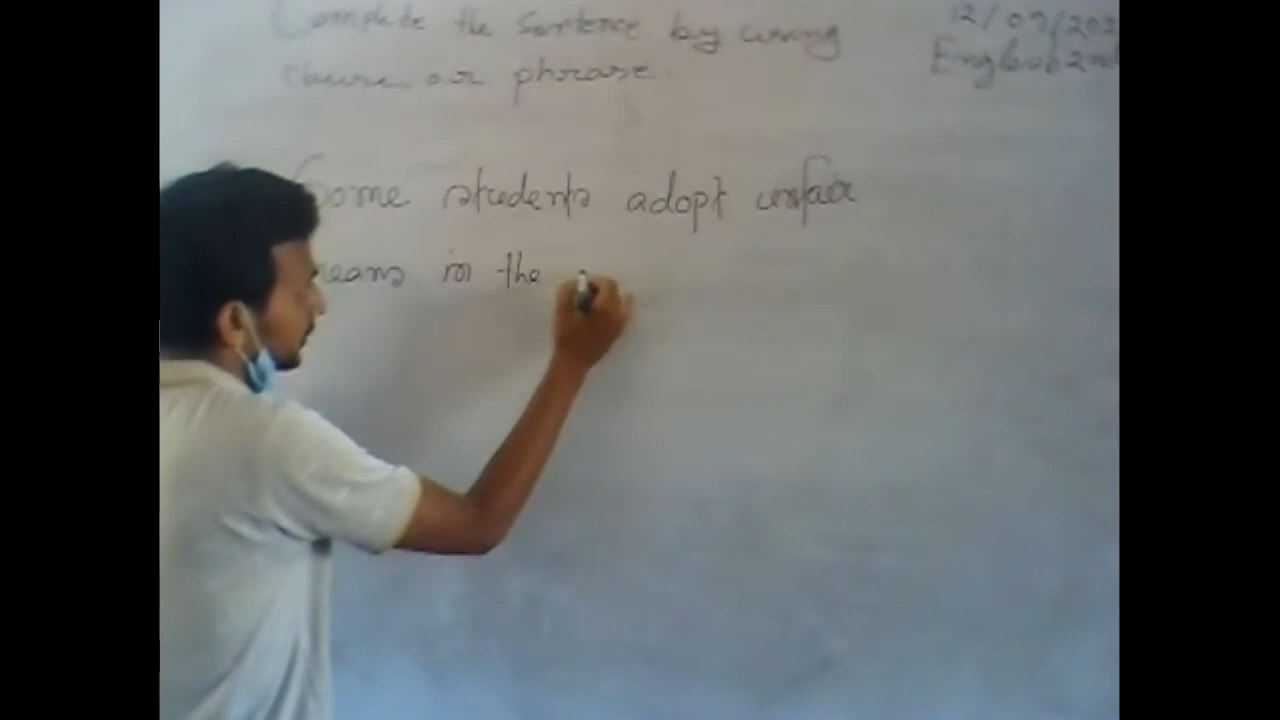 Complete the Sentence by using
clause or phrase.
12/09/202
English 2nd
Some students adopt unfair
means in the